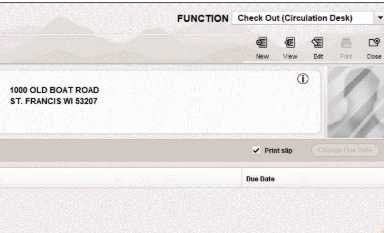 FUNCTION Check Out (Circulation Desk)
New View Edit Print Close
1000 OLD BOAT ROAD
ST. FRANCIS WI 53207
Print slip Change Due Date
Due Date